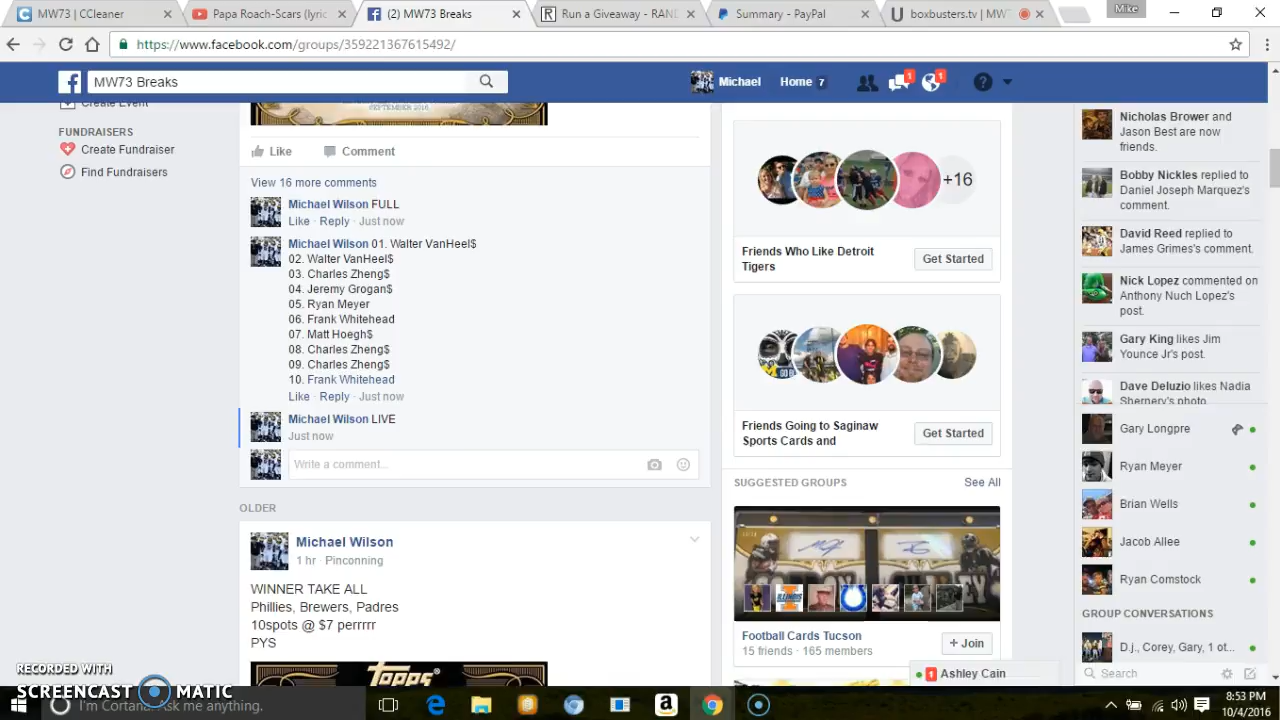 MW73 | CCleaner
Papa Roach-Scars (lyric
(2) MW73 Breaks
Run a Giveaway - RAND
Summary - PayPal
boxbusters.tv | MWT
Mike
https://www.facebook.com/groups/359221367615492/
MW73 Breaks
Michael
Home 7
1
1
Create Event
FUNDRAISERS
Create Fundraiser
Find Fundraisers
SEPTEMBER 2016
Like
Comment
View 16 more comments
Michael Wilson FULL
Like · Reply · Just now
Michael Wilson 01. Walter VanHeel$
02. Walter VanHeel$
03. Charles Zheng$
04. Jeremy Grogan$
05. Ryan Meyer
06. Frank Whitehead
07. Matt Hoegh$
08. Charles Zheng$
09. Charles Zheng$
10. Frank Whitehead
Like · Reply · Just now
Michael Wilson LIVE
Just now
Write a comment...
OLDER
Michael Wilson
1 hr · Pinconning
WINNER TAKE ALL
Phillies, Brewers, Padres
10spots @ $7 perrrrr
PYS
TOPPS
+16
Friends Who Like Detroit
Tigers
Get Started
Friends Going to Saginaw
Sports Cards and
Get Started
SUGGESTED GROUPS
See All
ILLINOIS
Football Cards Tucson
15 friends · 165 members
+ Join
Nicholas Brower and
Jason Best are now
friends.
Bobby Nickles replied to
Daniel Joseph Marquez's
comment.
David Reed replied to
James Grimes's comment.
Nick Lopez commented on
Anthony Nuch Lopez's
post.
Gary King likes Jim
Younce Jr's post.
Dave Deluzio likes Nadia
Shernery's photo
Gary Longpre
Ryan Meyer
Brian Wells
Jacob Allee
Ryan Comstock
GROUP CONVERSATIONS
D.j., Corey, Gary, 1 ot...
Search
1 Ashley Cain
RECORDED WITH
SCREENCAST MATIC
I'm Cortana. Ask me anything.
8:53 PM
10/4/2016